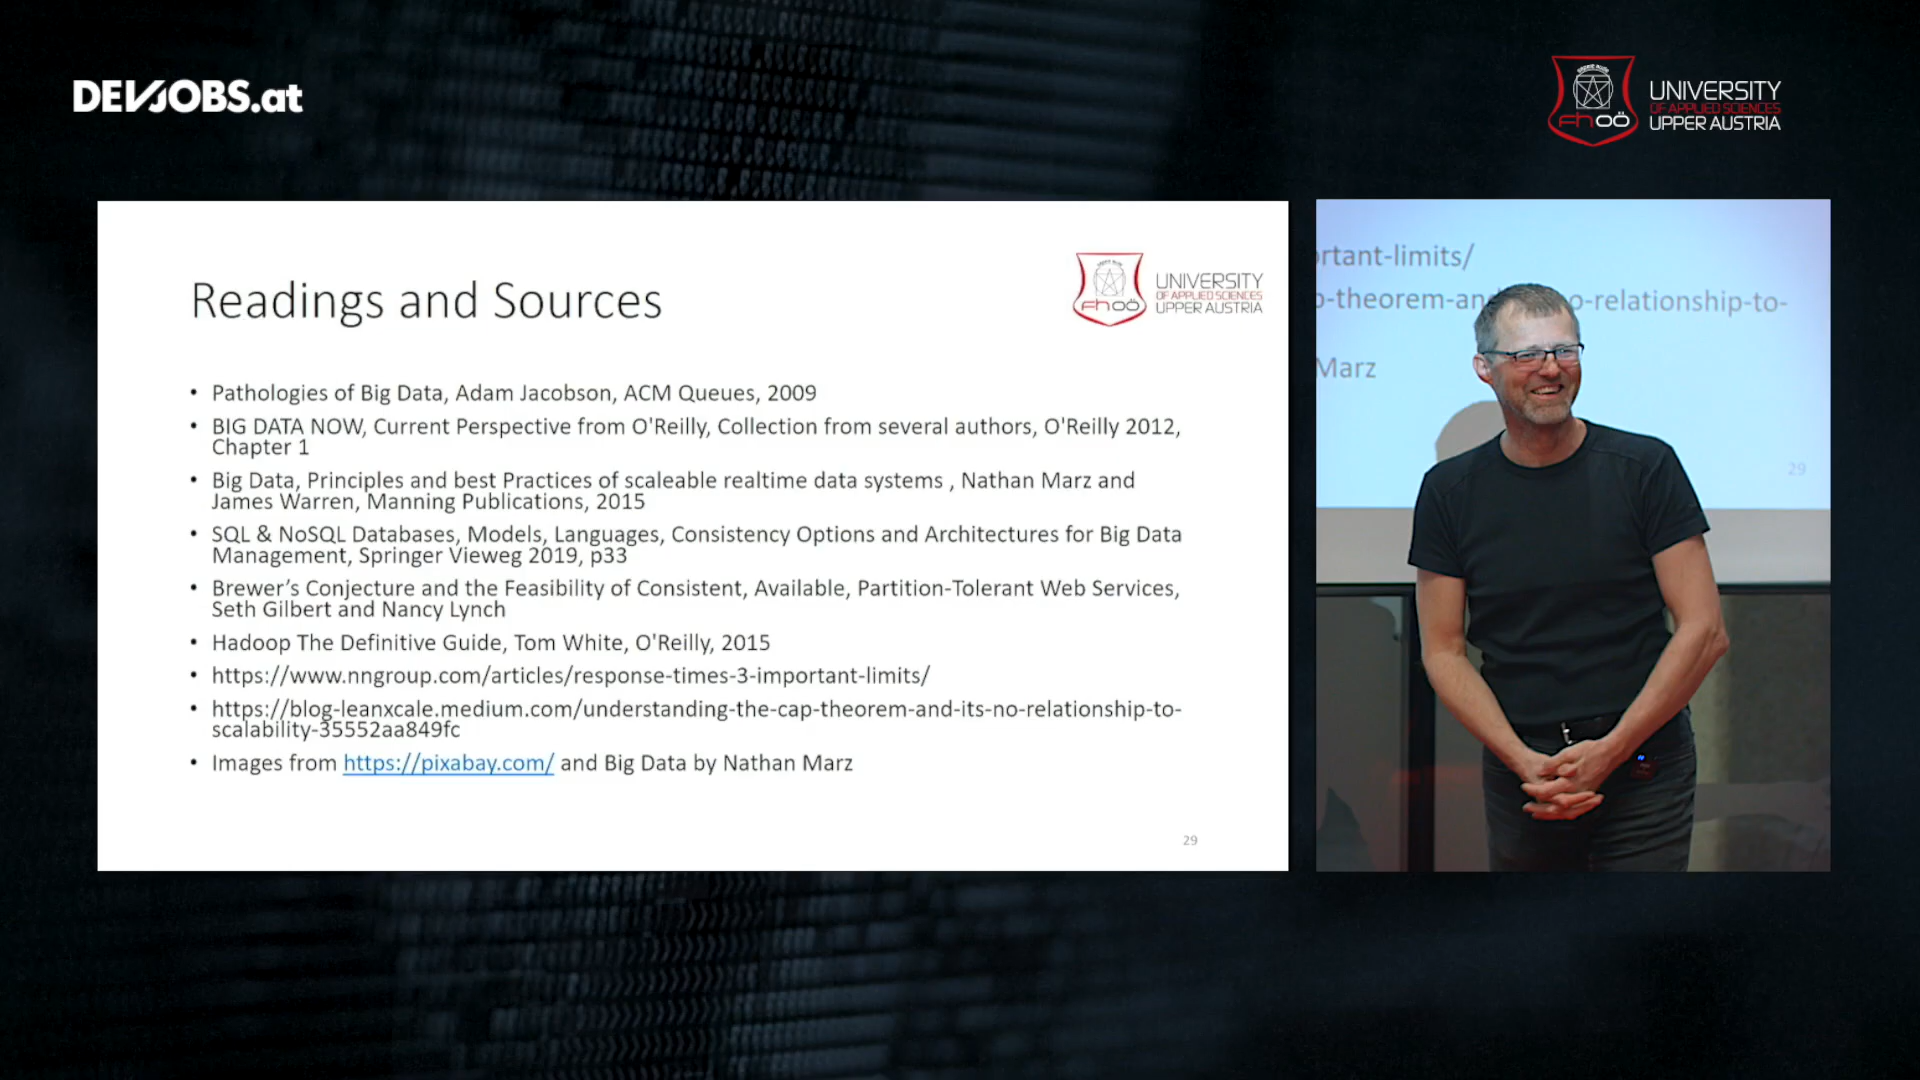 DEVJOBS.at
UNIVERSITY
OF APPLIED SCIENCES
UPPER AUSTRIA
fh oö
Readings and Sources
UNIVERSITY
OF APPLIED SCIENCES
UPPER AUSTRIA
fh oö
• Pathologies of Big Data, Adam Jacobson, ACM Queues, 2009
• BIG DATA NOW, Current Perspective from O'Reilly, Collection from several authors, O'Reilly 2012,
Chapter 1
• Big Data, Principles and best Practices of scaleable realtime data systems , Nathan Marz and
James Warren, Manning Publications, 2015
• SQL & NoSQL Databases, Models, Languages, Consistency Options and Architectures for Big Data
Management, Springer Vieweg 2019, p33
• Brewer’s Conjecture and the Feasibility of Consistent, Available, Partition-Tolerant Web Services,
Seth Gilbert and Nancy Lynch
• Hadoop The Definitive Guide, Tom White, O'Reilly, 2015
• https://www.nngroup.com/articles/response-times-3-important-limits/
• https://blog-leanxcale.medium.com/understanding-the-cap-theorem-and-its-no-relationship-to-
scalability-35552aa849fc
• Images from https://pixabay.com/ and Big Data by Nathan Marz
29
rtant-limits/
p-theorem-an o-relationship-to-
Marz
29